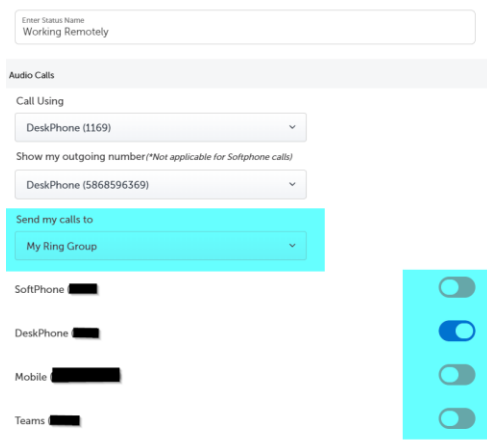 Enter Status Name
Working Remotely
Audio Calls
Call Using
DeskPhone (1169)
Show my outgoing number(*Not applicable for Softphone calls)
DeskPhone (5868596369)
Send my calls to
My Ring Group
SoftPhone (
DeskPhone (
Mobile (
Teams (